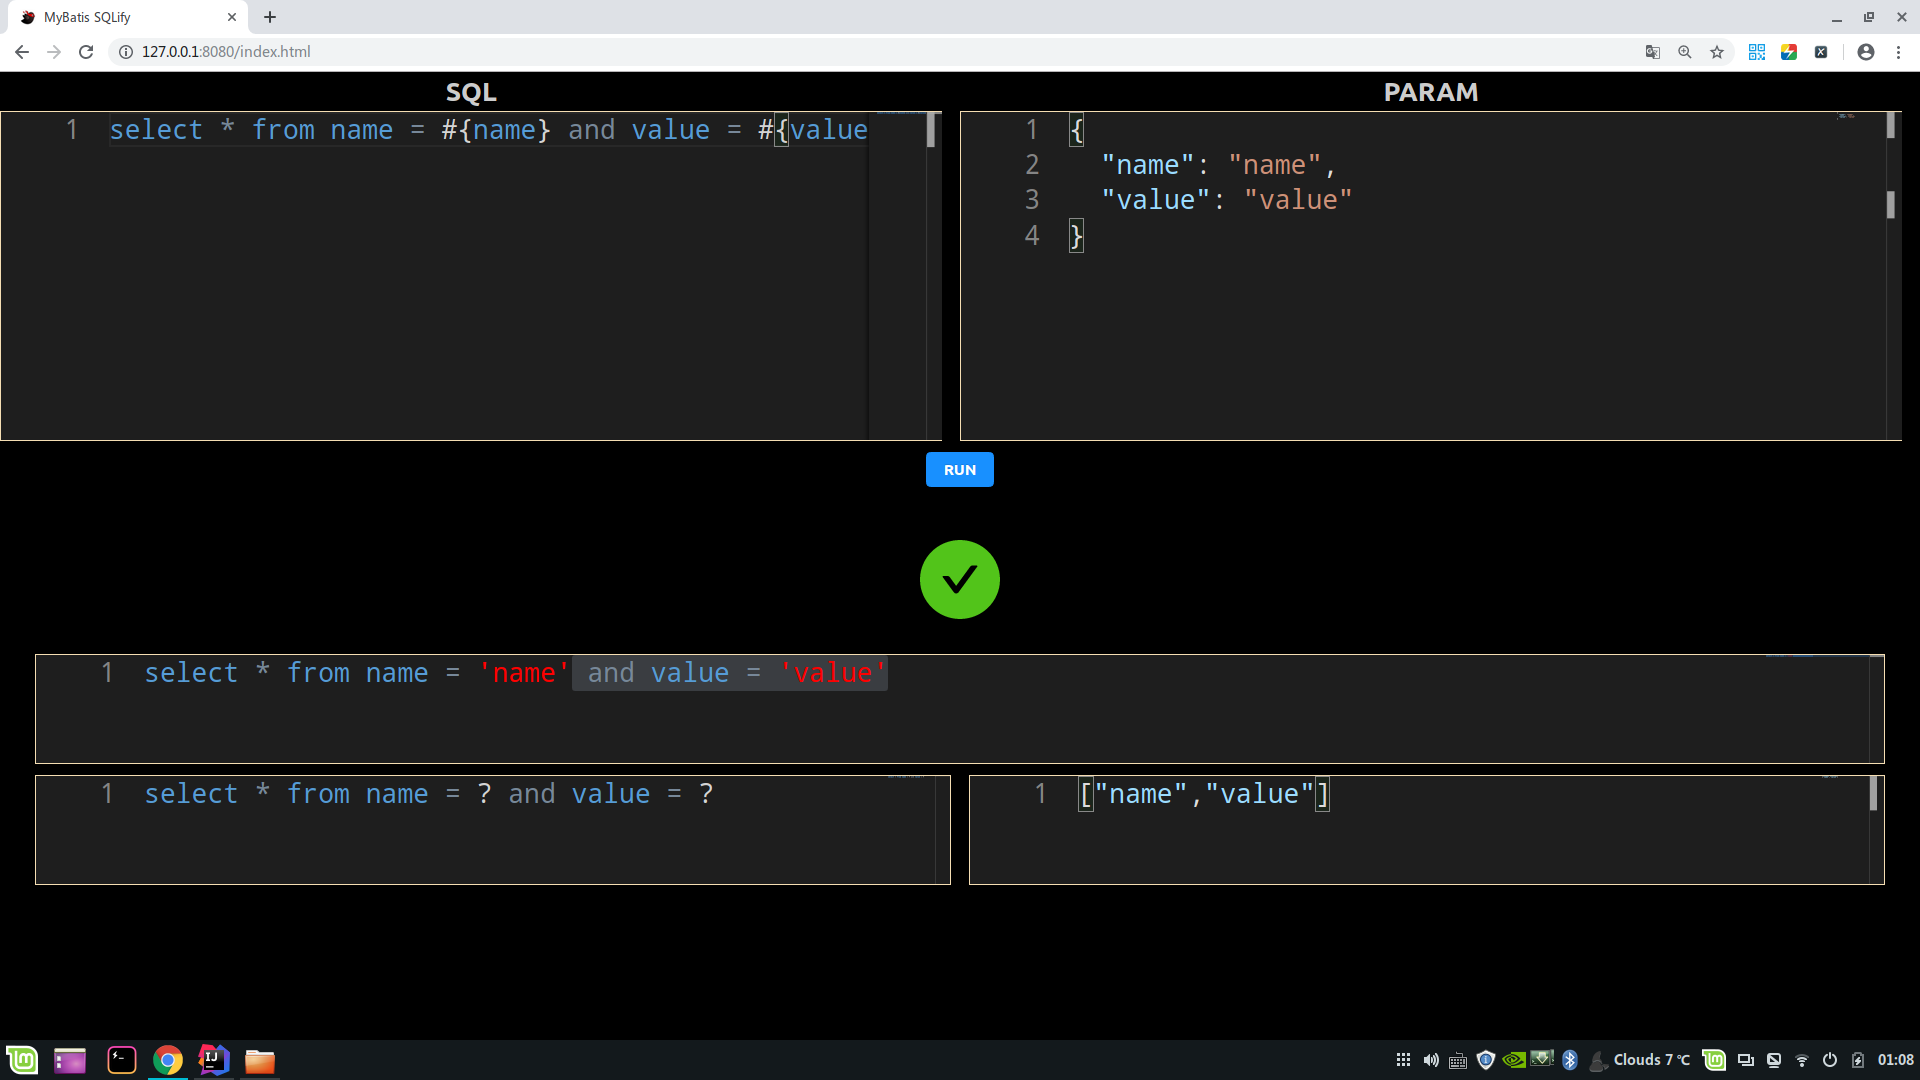 MyBatis SQLify
127.0.0.1:8080/index.html
SQL
PARAM
1 select * from name = #{name} and value = #{value
1 {
2 "name": "name",
3 "value": "value"
4 }
RUN
1 select * from name = 'name' and value = 'value'
1 select * from name = ? and value = ?
1 ["name","value"]
Clouds 7 ℃
01:08